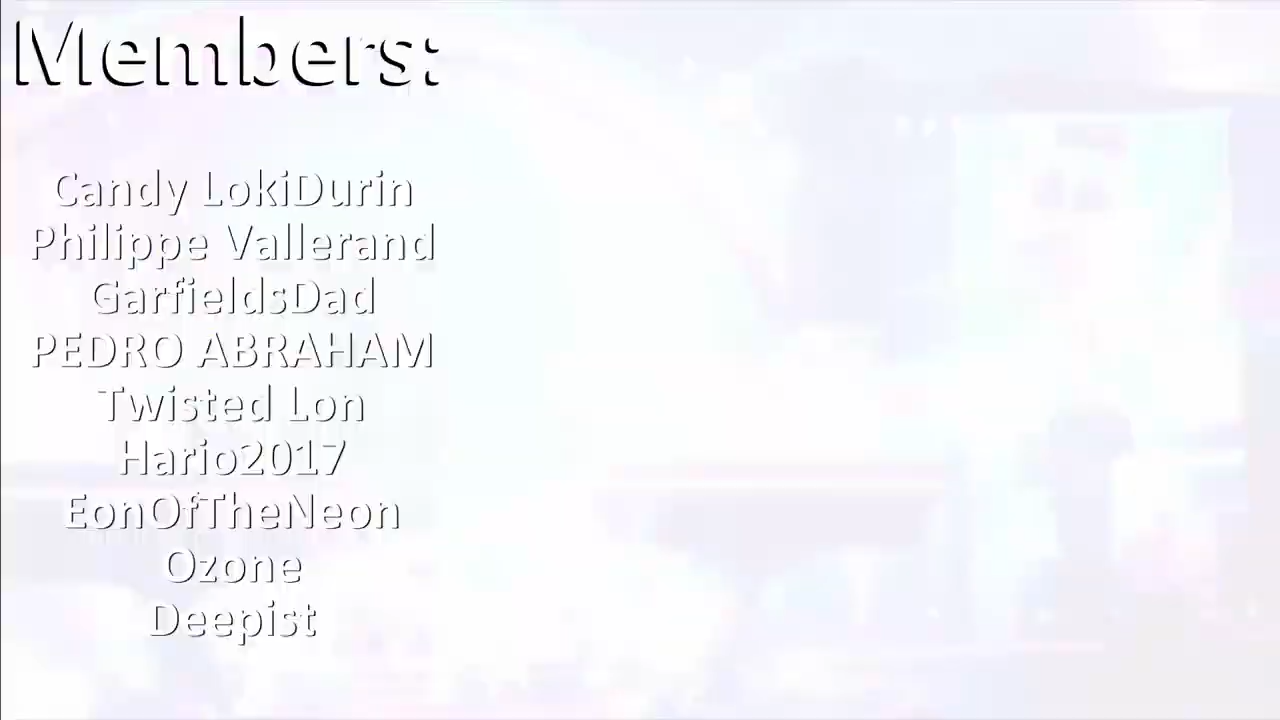 Members:
Candy LokiDurin
Philippe Vallerand
GarfieldsDad
PEDRO ABRAHAM
Twisted Lon
Hario2017
EonOfTheNeon
Ozone
Deepist